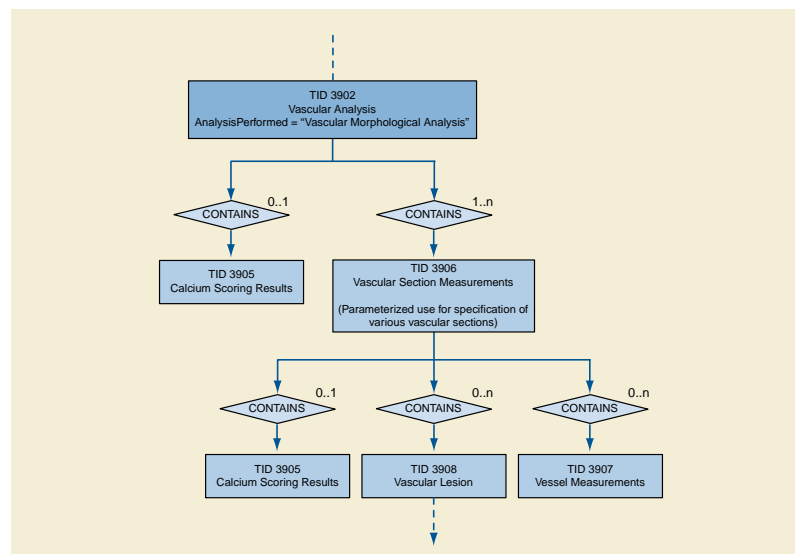 TID 3902
Vascular Analysis
AnalysisPerformed = “Vascular Morphological Analysis”
0..1
1..n
CONTAINS
CONTAINS
TID 3905
Calcium Scoring Results
TID 3906
Vascular Section Measurements
(Parameterized use for specification of
various vascular sections)
0..1
0..n
0..n
CONTAINS
CONTAINS
CONTAINS
TID 3905
Calcium Scoring Results
TID 3908
Vascular Lesion
TID 3907
Vessel Measurements